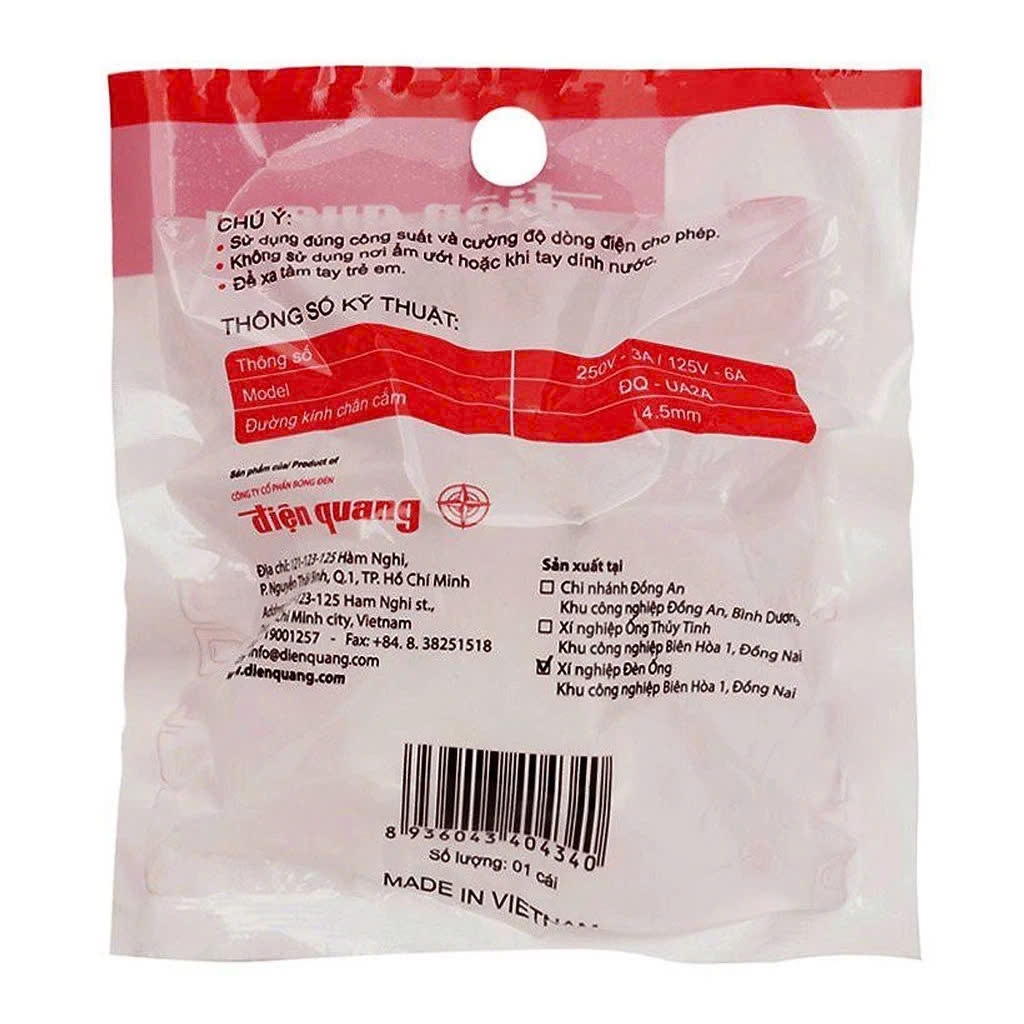 CHÚ Ý:
• Sử dụng đúng công suất và cường độ dòng điện cho phép.
• Không sử dụng nơi ẩm ướt hoặc khi tay dính nước.
• Để xa tầm tay trẻ em.
THÔNG SỐ KỸ THUẬT:
Thông số 250V - 3A / 125V - 6A
Model ĐQ - UA2A
Đường kính chân cắm 4.5mm
Sản phẩm của/ Product of
CÔNG TY CỔ PHẦN BÓNG ĐÈN
điện quang
Địa chỉ: 121-123-125 Hàm Nghi,
P. Nguyễn Thái Bình, Q.1, TP. Hồ Chí Minh
23-125 Ham Nghi st.,
Minh city, Vietnam
19001257 - Fax: +84. 8. 38251518
info@dienquang.com
.dienquang.com
Sản xuất tại
Chi nhánh Đồng An
Khu công nghiệp Đồng An, Bình Dương
Xí nghiệp Ống Thủy Tinh
Khu công nghiệp Biên Hòa 1, Đồng Nai
Xí nghiệp Đèn Ống
Khu công nghiệp Biên Hòa 1, Đồng Nai
8 936043 404340
Số lượng: 01 cái
MADE IN VIETNAM